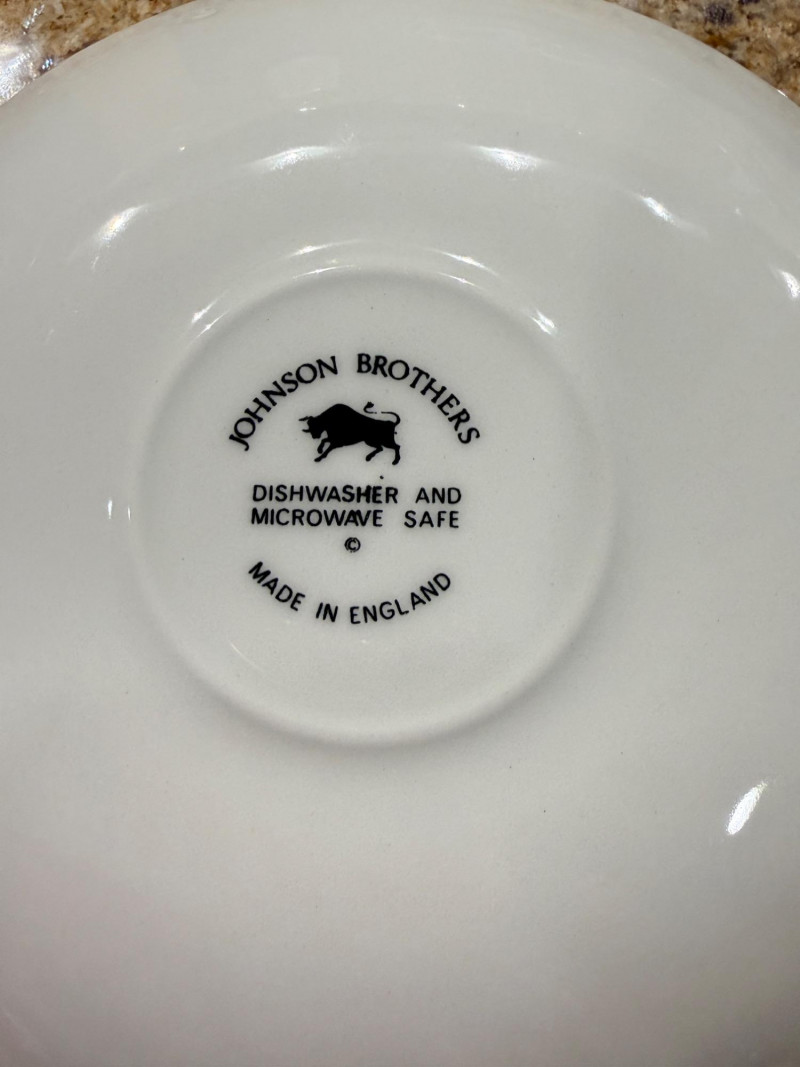 JOHNSON BROTHERS
DISHWASHER AND
MICROWAVE SAFE
©
MADE IN ENGLAND